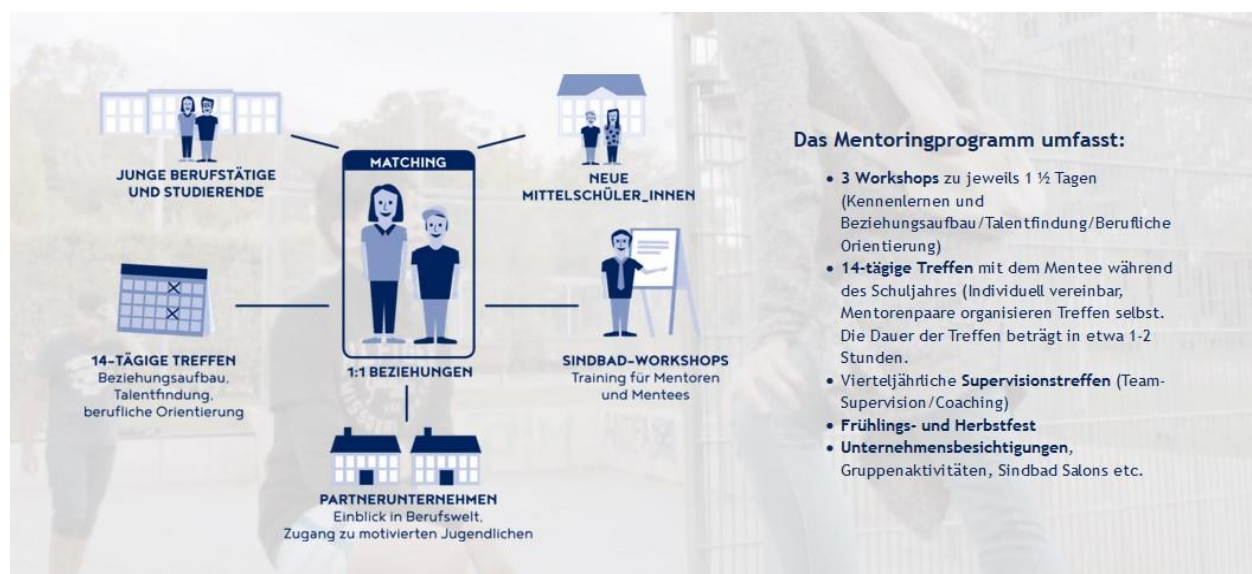 JUNGE BERUFSTÄTIGE
UND STUDIERENDE
MATCHING
NEUE
MITTELSCHÜLER_INNEN
14-TÄGIGE TREFFEN
Beziehungsaufbau,
Talentfindung,
berufliche Orientierung
1:1 BEZIEHUNGEN
SINDBAD-WORKSHOPS
Training für Mentoren
und Mentees
PARTNERUNTERNEHMEN
Einblick in Berufswelt,
Zugang zu motivierten Jugendlichen
Das Mentoringprogramm umfasst:
• 3 Workshops zu jeweils 1 ½ Tagen
(Kennenlernen und
Beziehungsaufbau/Talentfindung/Berufliche
Orientierung)
• 14-tägige Treffen mit dem Mentee während
des Schuljahres (Individuell vereinbar,
Mentorenpaare organisieren Treffen selbst.
Die Dauer der Treffen beträgt in etwa 1-2
Stunden.
• Vierteljährliche Supervisionstreffen (Team-
Supervision/Coaching)
• Frühlings- und Herbstfest
• Unternehmensbesichtigungen,
Gruppenaktivitäten, Sindbad Salons etc.